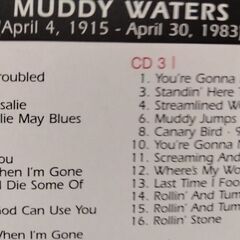 MUDDY WATERS
April 4, 1915 - April 30, 1983
roubled
salie
lie May Blues
ou
hen I'm Gone
l Die Some Of
od Can Use You
When I'm Gone
CD 3
1. You're Gonna
3. Standin' Here
4. Streamlined W
6. Muddy Jumps
8. Canary Bird - 9
10. You're Gonna
11. Screaming And
12. Where's My Wo
13. Last Time I Foo
14. Rollin' And Tum
15. Rollin' And Tum
16. Rollin' Stone